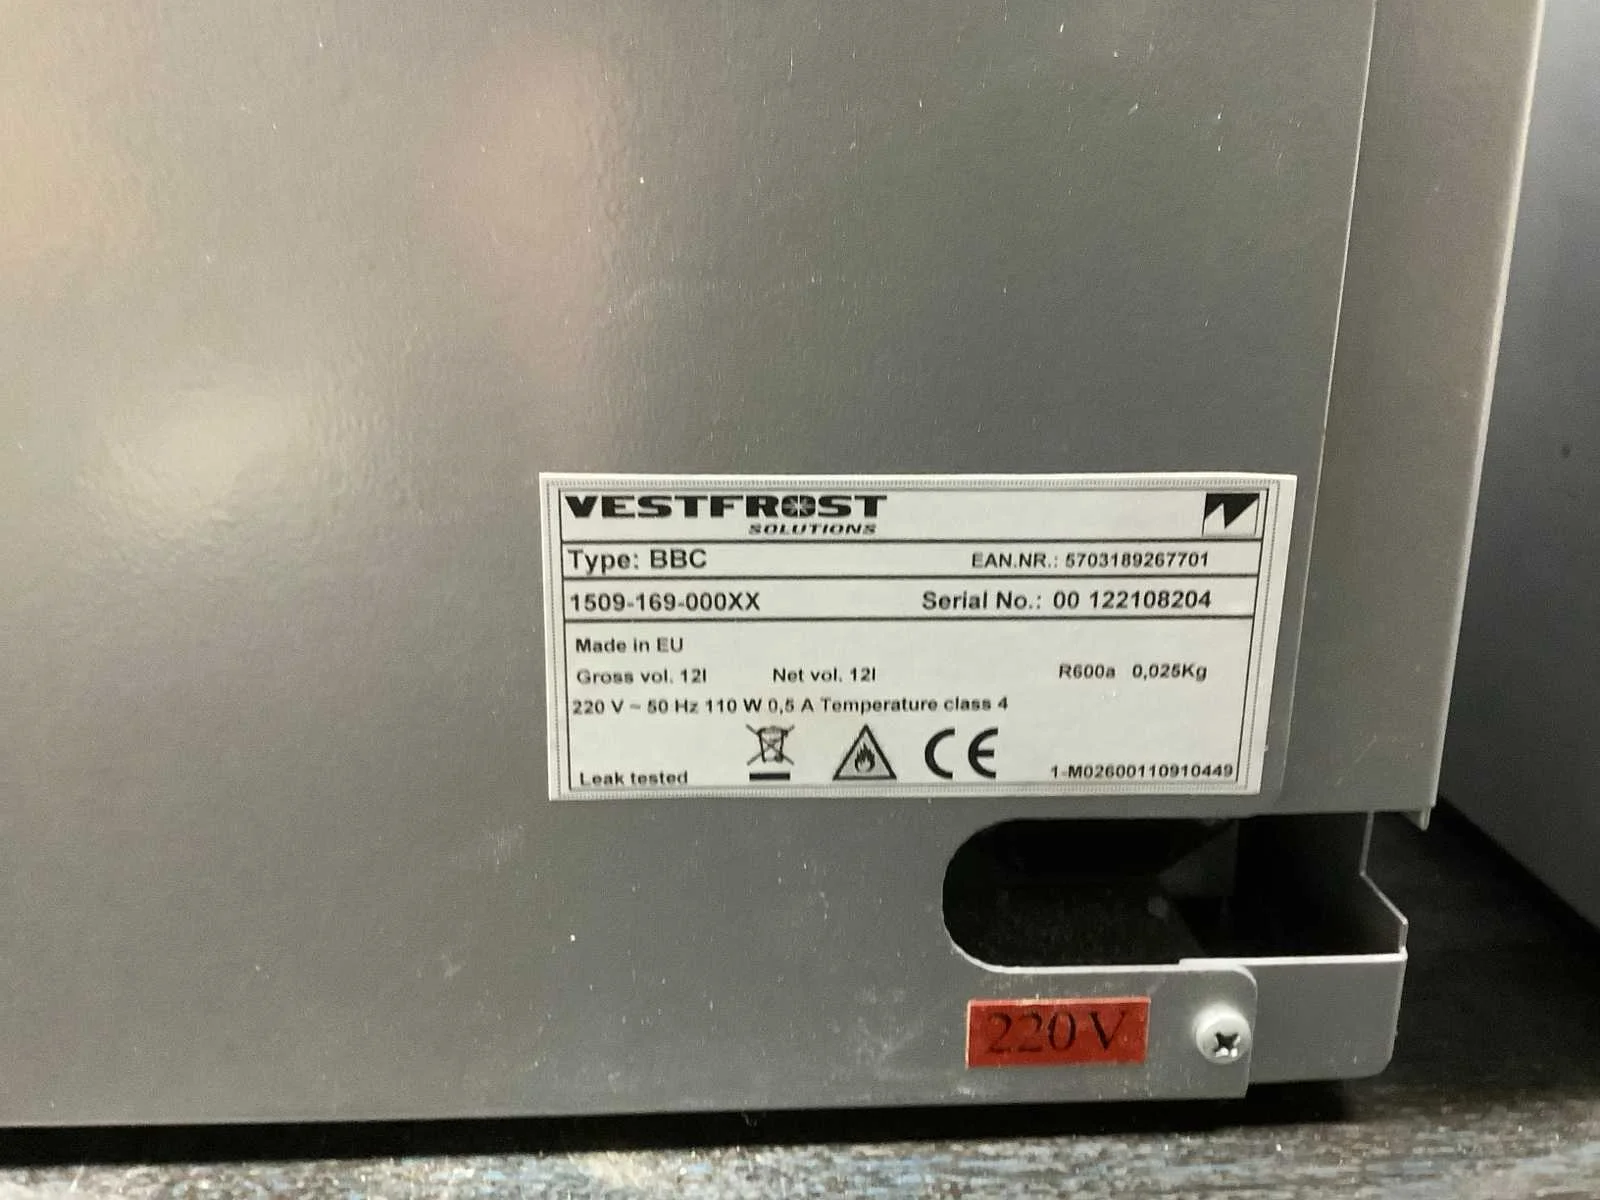 VESTFROST
SOLUTIONS
Type: BBC EAN.NR.: 5703189267701
1509-169-000XX Serial No.: 00 122108204
Made in EU
Gross vol. 12l Net vol. 12l R600a 0,025Kg
220 V ~ 50 Hz 110 W 0,5 A Temperature class 4
CE
Leak tested 1-M02600110910449
220V